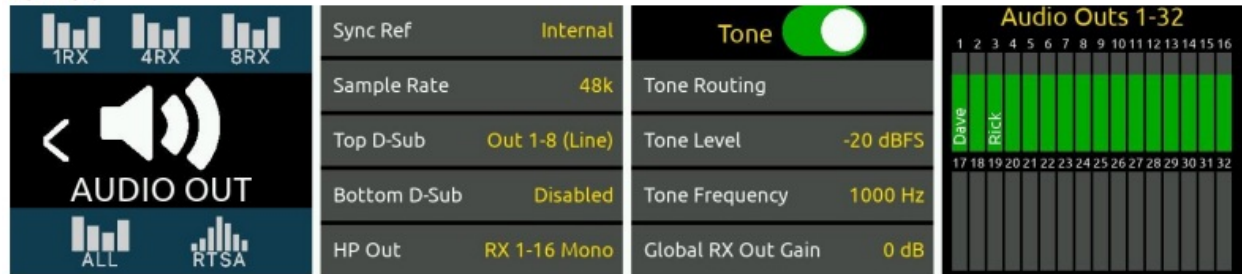 1RX 4RX 8RX
<
AUDIO OUT
ALL RTSA
Sync Ref Internal
Sample Rate 48k
Top D-Sub Out 1-8 (Line)
Bottom D-Sub Disabled
HP Out RX 1-16 Mono
Tone
Tone Routing
Tone Level -20 dBFS
Tone Frequency 1000 Hz
Global RX Out Gain 0 dB
Audio Outs 1-32
1 2 3 4 5 6 7 8 9 10 11 12 13 14 15 16
Dave Rick
17 18 19 20 21 22 23 24 25 26 27 28 29 30 31 32